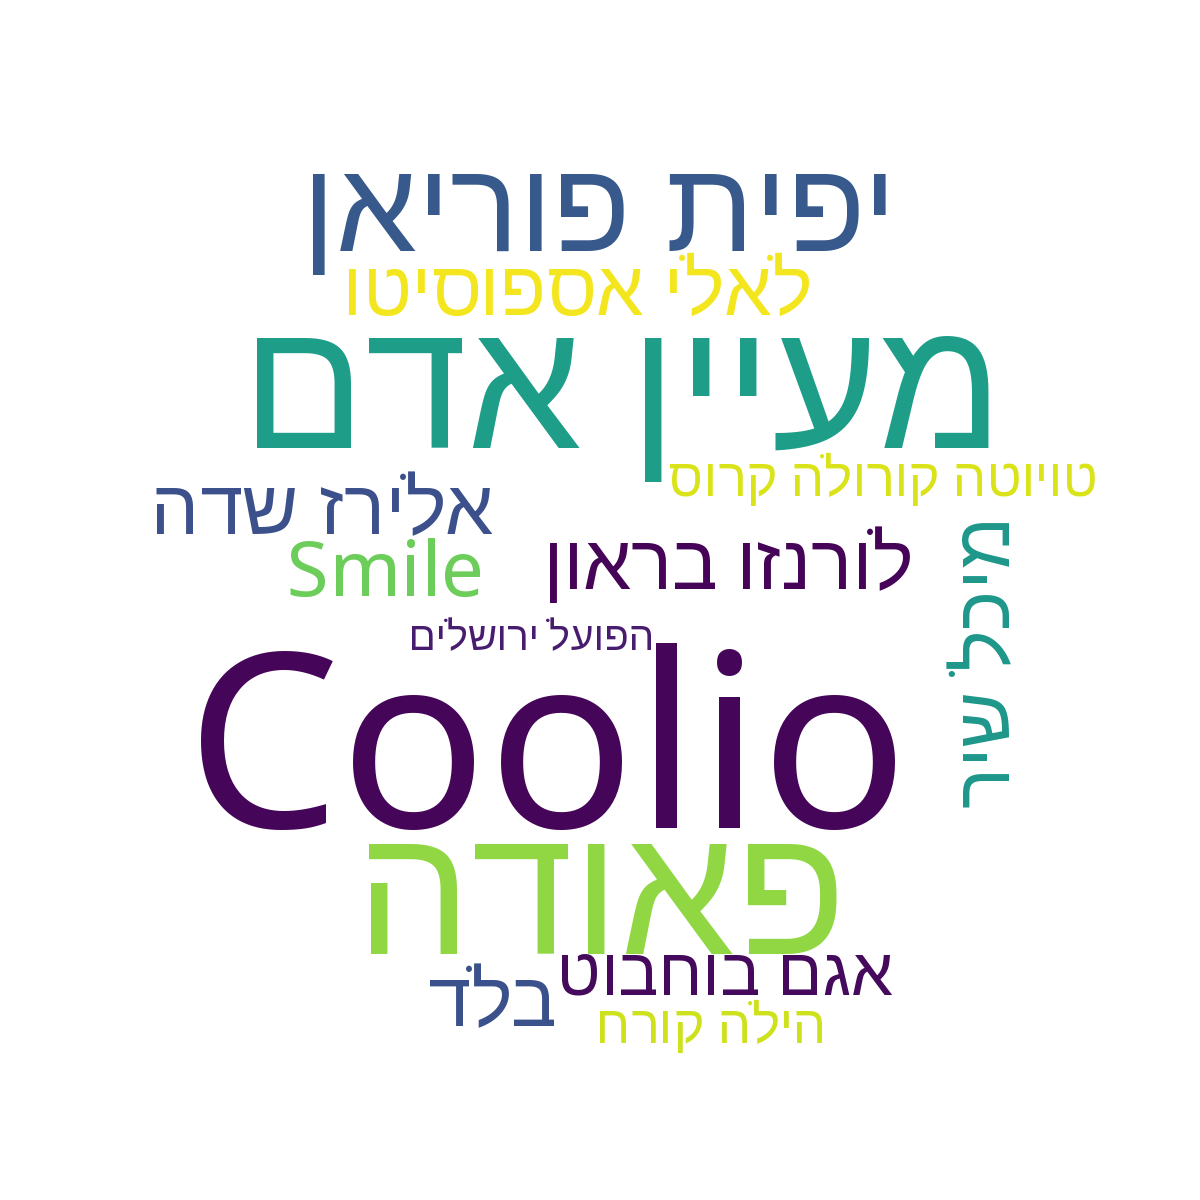 יפית פוריאן
לאלי אספוסיטו
מעיין אדם
טויוטה קורולה קרוס
אלירז שדה
Smile
לורנזו בראון
מיכל שיר
הפועל ירושלים
Coolio
פאודה
אגם בוחבוט
בלד
הילה קורח